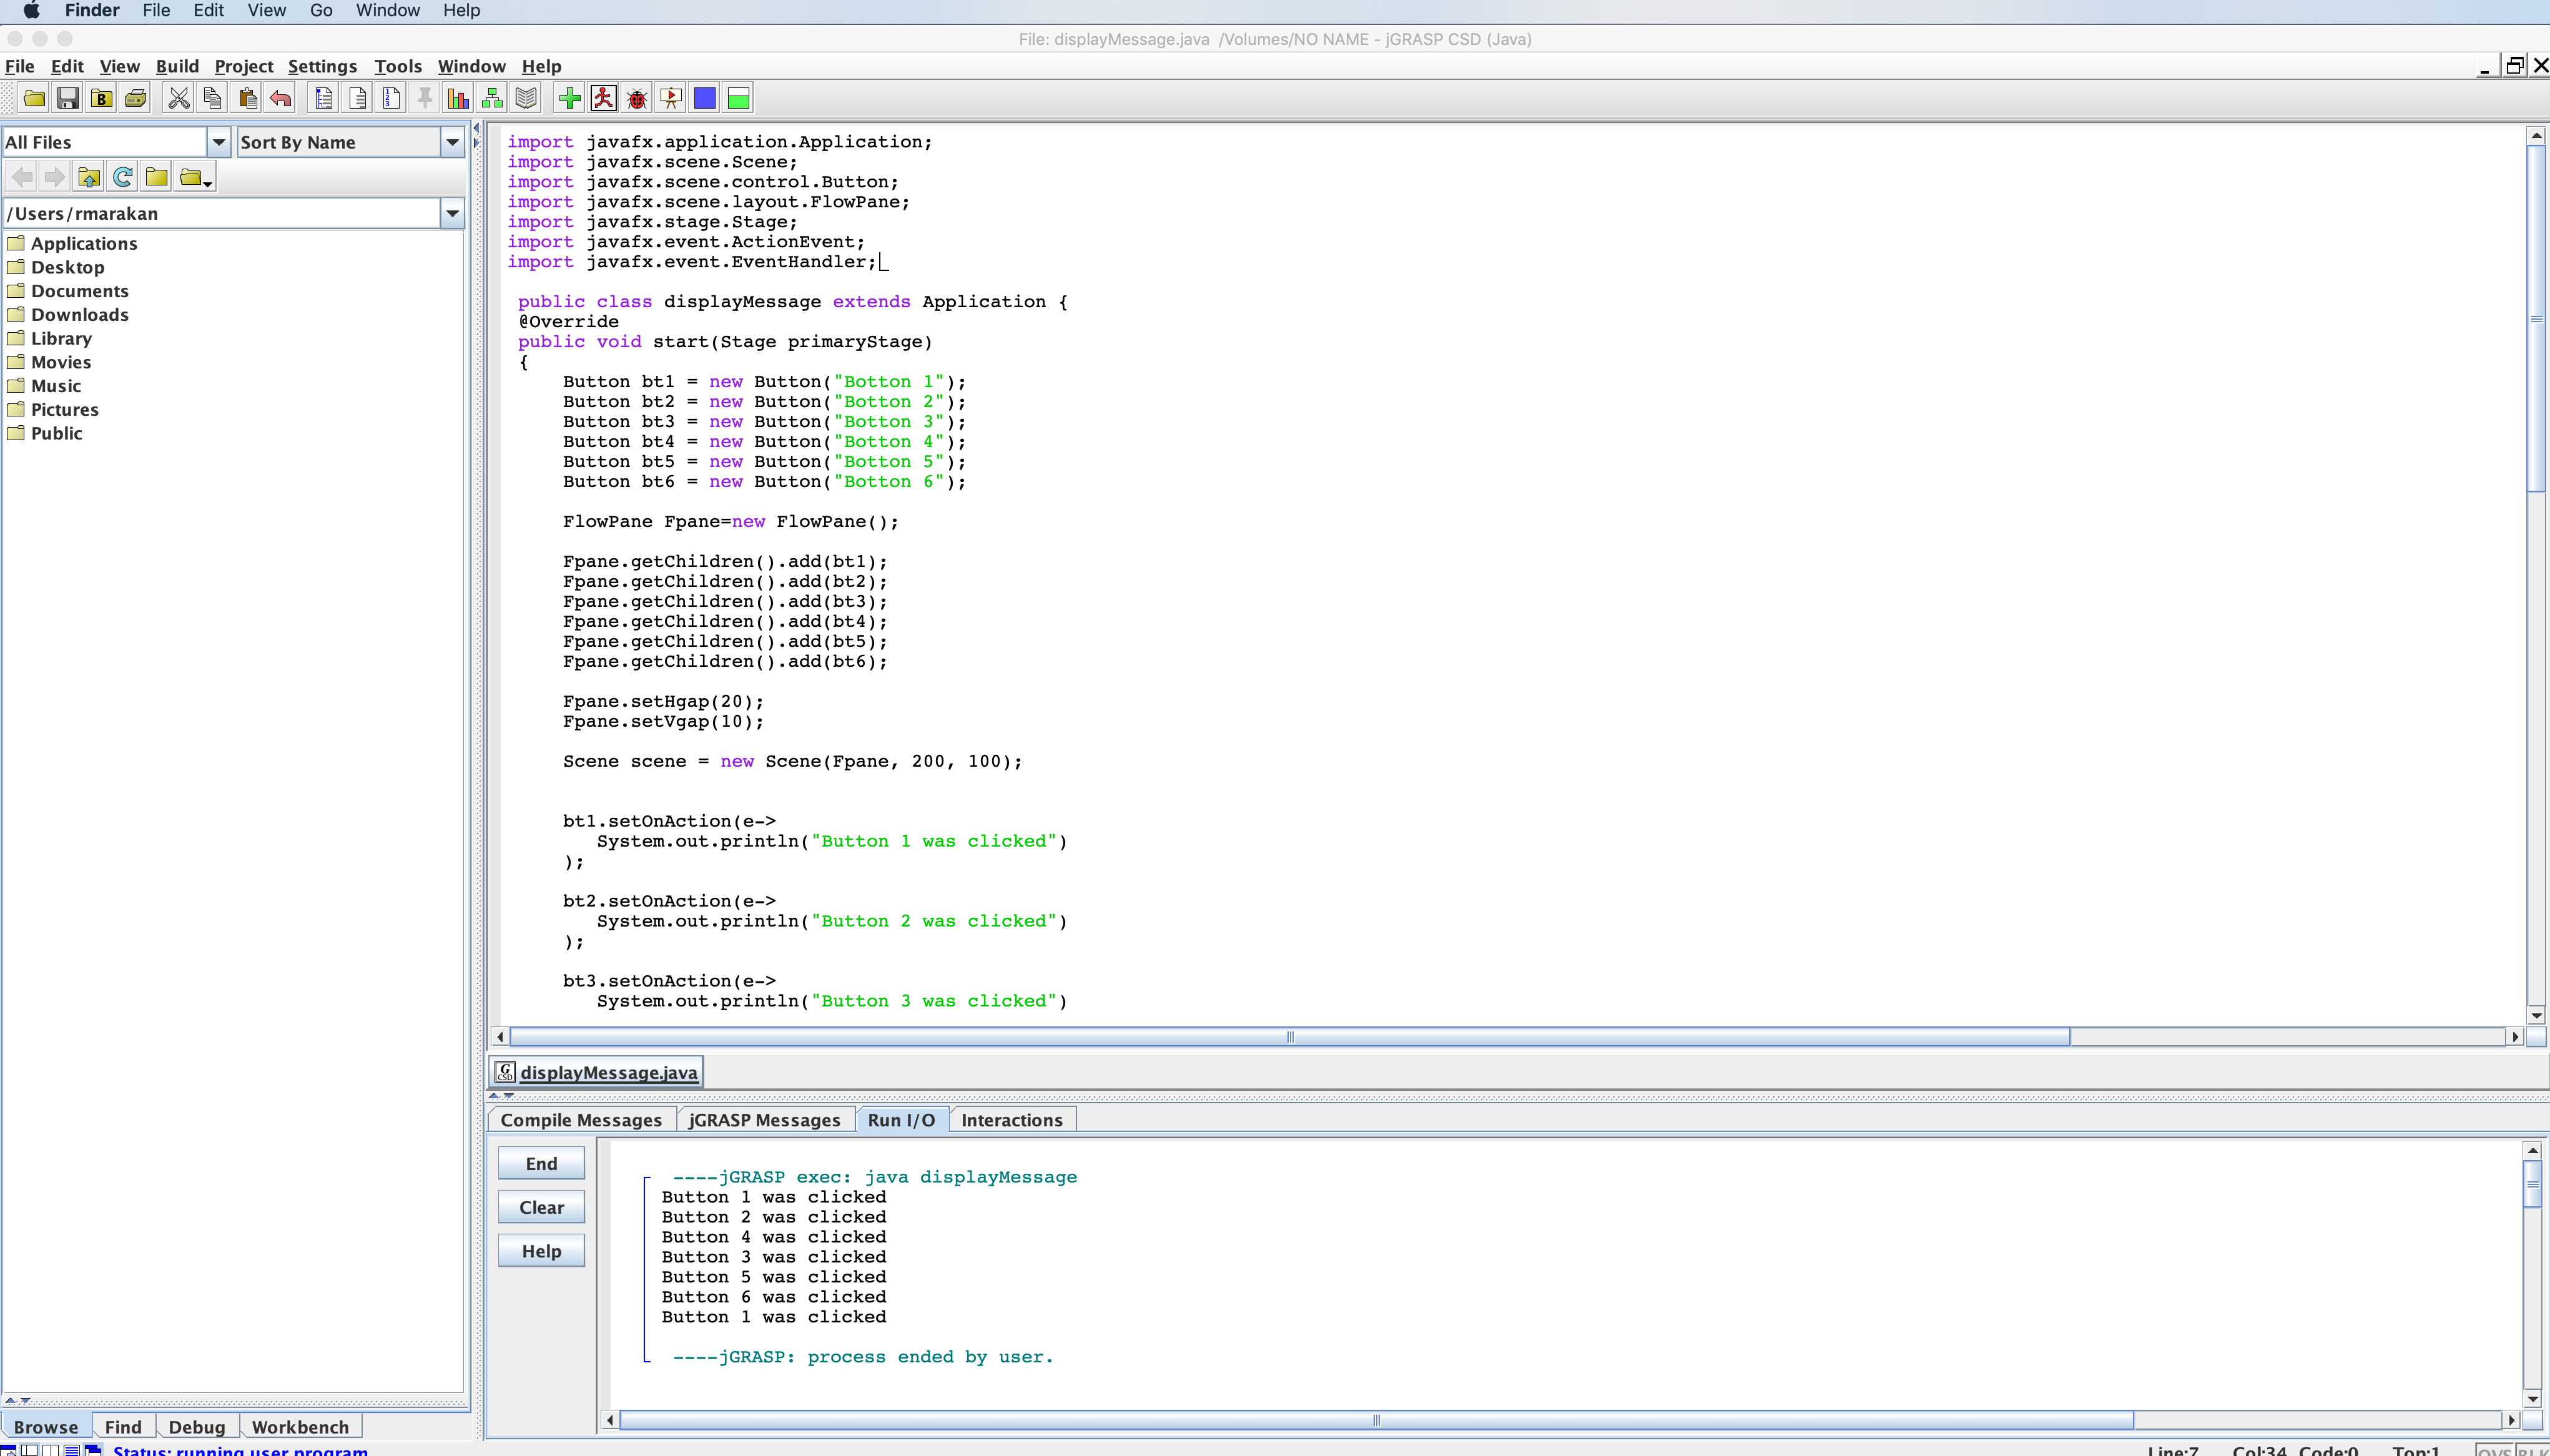 Finder File Edit View Go Window Help
File: displayMessage.java /Volumes/NO NAME - jGRASP CSD (Java)
File Edit View Build Project Settings Tools Window Help
All Files Sort By Name
/Users/rmarakan
Applications
Desktop
Documents
Downloads
Library
Movies
Music
Pictures
Public
import javafx.application.Application;
import javafx.scene.Scene;
import javafx.scene.control.Button;
import javafx.scene.layout.FlowPane;
import javafx.stage.Stage;
import javafx.event.ActionEvent;
import javafx.event.EventHandler;
public class displayMessage extends Application {
@Override
public void start(Stage primaryStage)
{
Button bt1 = new Button("Botton 1");
Button bt2 = new Button("Botton 2");
Button bt3 = new Button("Botton 3");
Button bt4 = new Button("Botton 4");
Button bt5 = new Button("Botton 5");
Button bt6 = new Button("Botton 6");
FlowPane Fpane=new FlowPane();
Fpane.getChildren().add(bt1);
Fpane.getChildren().add(bt2);
Fpane.getChildren().add(bt3);
Fpane.getChildren().add(bt4);
Fpane.getChildren().add(bt5);
Fpane.getChildren().add(bt6);
Fpane.setHgap(20);
Fpane.setVgap(10);
Scene scene = new Scene(Fpane, 200, 100);
bt1.setOnAction(e->
System.out.println("Button 1 was clicked")
);
bt2.setOnAction(e->
System.out.println("Button 2 was clicked")
);
bt3.setOnAction(e->
System.out.println("Button 3 was clicked")
displayMessage.java
Compile Messages jGRASP Messages Run I/O Interactions
End
Clear
Help
----jGRASP exec: java displayMessage
Button 1 was clicked
Button 2 was clicked
Button 4 was clicked
Button 3 was clicked
Button 5 was clicked
Button 6 was clicked
Button 1 was clicked
----jGRASP: process ended by user.
Browse Find Debug Workbench
Status: running user program
Line:7 Col:34 Code:0 Top:1 OVS BLK